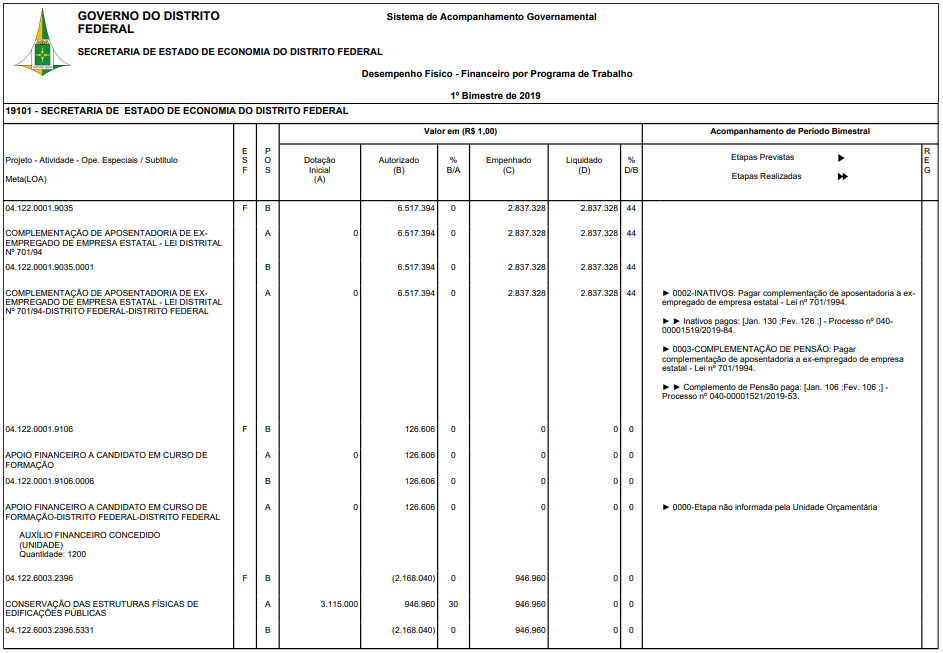 GOVERNO DO DISTRITO
FEDERAL
SECRETARIA DE ESTADO DE ECONOMIA DO DISTRITO FEDERAL
Sistema de Acompanhamento Governamental
Desempenho Físico - Financeiro por Programa de Trabalho
1º Bimestre de 2019
19101 - SECRETARIA DE ESTADO DE ECONOMIA DO DISTRITO FEDERAL
Projeto - Atividade - Ope. Especiais / Subtitulo
Meta(LOA)
E
S
F
P
O
S
Valor em (R$ 1,00)
Dotação
Inicial
(A)
Autorizado
(B)
%
B/A
Empenhado
(C)
Liquidado
(D)
%
D/B
Acompanhamento de Período Bimestral
Etapas Previstas ►
Etapas Realizadas ►►
R
E
G
04.122.0001.9035 F B 6.517.394 0 2.837.328 2.837.328 44
COMPLEMENTAÇÃO DE APOSENTADORIA DE EX- A 0 6.517.394 0 2.837.328 2.837.328 44
EMPREGADO DE EMPRESA ESTATAL - LEI DISTRITAL
Nº 701/94
04.122.0001.9035.0001 B 6.517.394 0 2.837.328 2.837.328 44
COMPLEMENTAÇÃO DE APOSENTADORIA DE EX- A 0 6.517.394 0 2.837.328 2.837.328 44
EMPREGADO DE EMPRESA ESTATAL - LEI DISTRITAL
Nº 701/94-DISTRITO FEDERAL-DISTRITO FEDERAL
► 0002-INATIVOS: Pagar complementação de aposentadoria a ex-
empregado de empresa estatal - Lei nº 701/1994.
► ► Inativos pagos: [Jan. 130 ;Fev. 126 ;] - Processo nº 040-
00001519/2019-84.
► 0003-COMPLEMENTAÇÃO DE PENSÃO: Pagar
complementação de aposentadoria a ex-empregado de empresa
estatal - Lei nº 701/1994.
► ► Complemento de Pensão paga: [Jan. 106 ;Fev. 106 ;] -
Processo nº 040-00001521/2019-53.
04.122.0001.9106 F B 126.606 0 0 0 0
APOIO FINANCEIRO A CANDIDATO EM CURSO DE A 0 126.606 0 0 0 0
FORMAÇÃO
04.122.0001.9106.0006 B 126.606 0 0 0 0
APOIO FINANCEIRO A CANDIDATO EM CURSO DE A 0 126.606 0 0 0 0 ► 0000-Etapa não informada pela Unidade Orçamentária
FORMAÇÃO-DISTRITO FEDERAL-DISTRITO FEDERAL
AUXÍLIO FINANCEIRO CONCEDIDO
(UNIDADE)
Quantidade: 1200
04.122.6003.2396 F B (2.168.040) 0 946.960 0 0
CONSERVAÇÃO DAS ESTRUTURAS FÍSICAS DE A 3.115.000 946.960 30 946.960 0 0
EDIFICAÇÕES PÚBLICAS
04.122.6003.2396.5331 B (2.168.040) 0 946.960 0 0